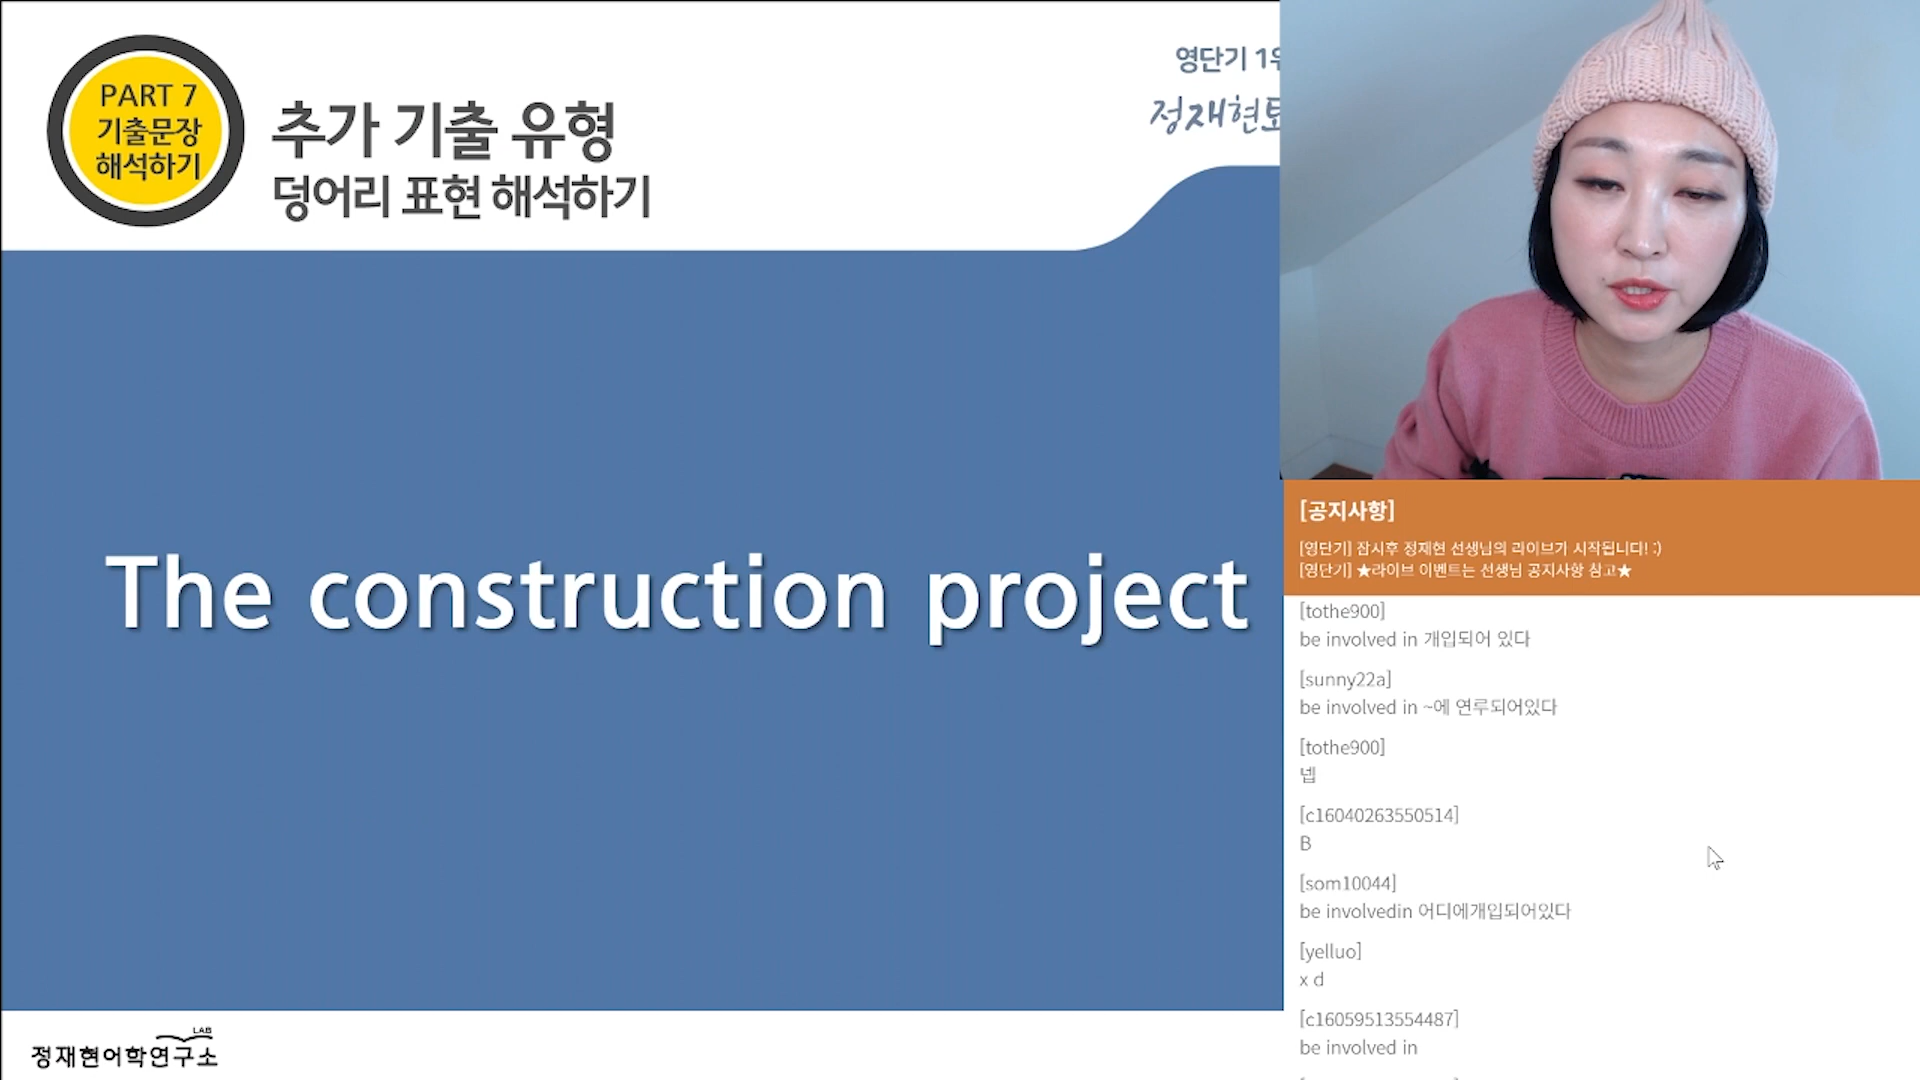 PART 7
기출문장
해석하기
추가 기출 유형
덩어리 표현 해석하기
영단기 1위
정재현토
The construction project
LAB
정재현어학연구소
[공지사항]
[영단기] 잠시후 정재현 선생님의 라이브가 시작됩니다! :)
[영단기] ★라이브 이벤트는 선생님 공지사항 참고★
[tothe900]
be involved in 개입되어 있다
[sunny22a]
be involved in ~에 연루되어있다
[tothe900]
넵
[c16040263550514]
B
[som10044]
be involvedin 어디에개입되어있다
[yelluo]
x d
[c16059513554487]
be involved in